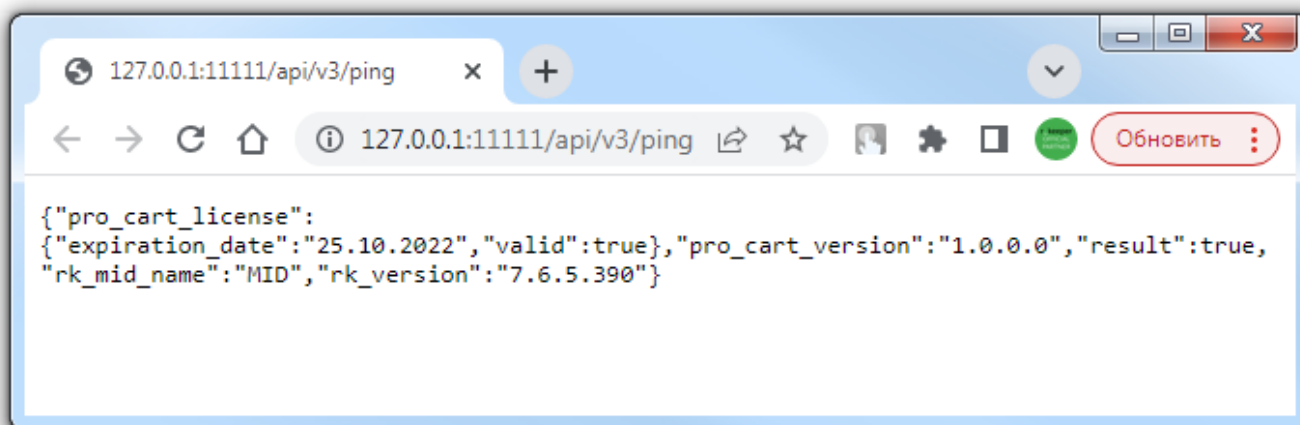 127.0.0.1:11111/api/v3/ping
127.0.0.1:11111/api/v3/ping
Обновить
{"pro_cart_license":
{"expiration_date":"25.10.2022","valid":true},"pro_cart_version":"1.0.0.0","result":true,
"rk_mid_name":"MID","rk_version":"7.6.5.390"}